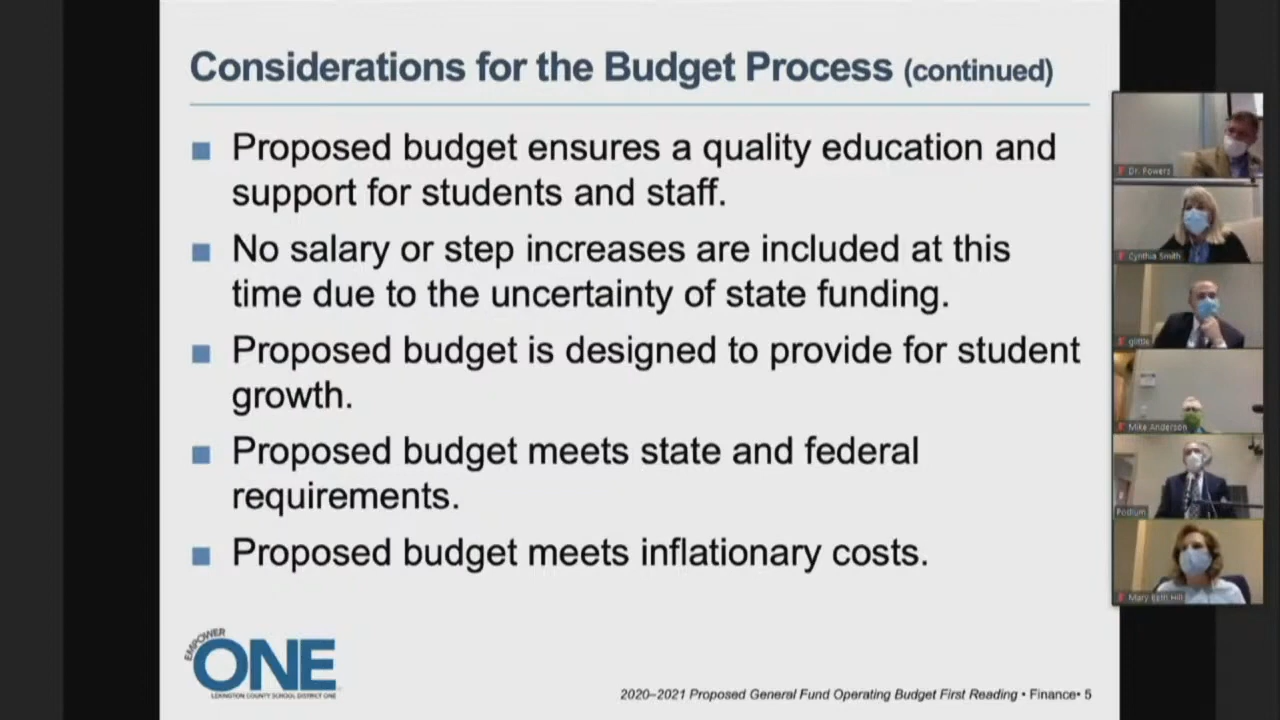 Considerations for the Budget Process (continued)
Proposed budget ensures a quality education and
support for students and staff.
No salary or step increases are included at this
time due to the uncertainty of state funding.
Proposed budget is designed to provide for student
growth.
Proposed budget meets state and federal
requirements.
Proposed budget meets inflationary costs.
EMPOWER
ONE
LEXINGTON COUNTY SCHOOL DISTRICT ONE
2020–2021 Proposed General Fund Operating Budget First Reading • Finance• 5
Dr. Powers
Cynthia Smith
glittle
Mike Anderson
Podium
Mary Beth Hill